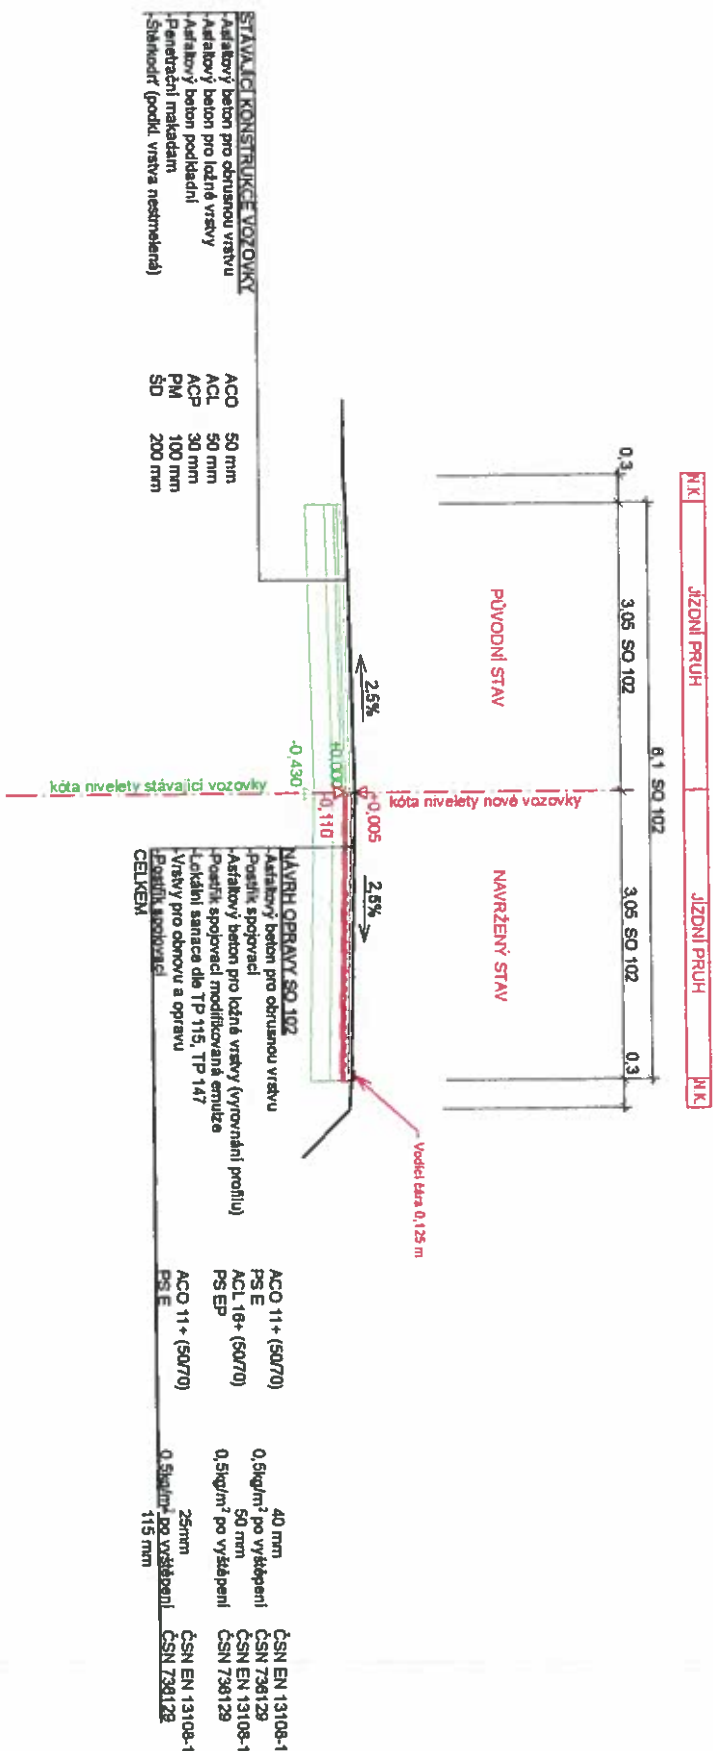 N.K. JÍZDNÍ PRUH JÍZDNÍ PRUH N.K.
6,1 SO 102
0,3 3,05 SO 102 3,05 SO 102 0,3
PŮVODNÍ STAV NAVRŽENÝ STAV
kóta nivelety nové vozovky
Vodící čára 0,125 m
2,5% 2,5%
+0,005
±0,000
-0,110
-0,430
kóta nivelety stávající vozovky
STÁVAJÍCÍ KONSTRUKCE VOZOVKY
-Asfaltový beton pro obrusnou vrstvu ACO 50 mm
-Asfaltový beton pro ložné vrstvy ACL 50 mm
-Asfaltový beton podkladní ACP 30 mm
-Penetrační makadam PM 100 mm
-Štěrkodrť (podkl. vrstva nestmelená) ŠD 200 mm
NÁVRH OPRAVY SO 102
-Asfaltový beton pro obrusnou vrstvu ACO 11+ (50/70) 40 mm ČSN EN 13108-1
-Postřik spojovací PS E 0,5kg/m² po vyštěpení ČSN 736129
-Asfaltový beton pro ložné vrstvy (vyrovnání profilu) ACL 16+ (50/70) 50 mm ČSN EN 13108-1
-Postřik spojovací modifikovaná emulze PS EP 0,5kg/m² po vyštěpení ČSN 736129
-Lokální sanace dle TP 115, TP 147
-Vrstvy pro obnovu a opravu ACO 11+ (50/70) 25mm ČSN EN 13108-1
-Postřik spojovací PS E 0,5kg/m² po vyštěpení ČSN 736129
CELKEM 115 mm